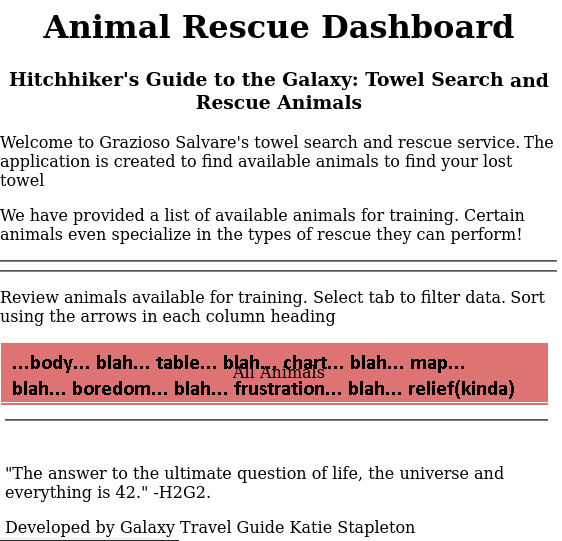 Animal Rescue Dashboard
Hitchhiker's Guide to the Galaxy: Towel Search and
Rescue Animals
Welcome to Grazioso Salvare's towel search and rescue service. The
application is created to find available animals to find your lost
towel
We have provided a list of available animals for training. Certain
animals even specialize in the types of rescue they can perform!
Review animals available for training. Select tab to filter data. Sort
using the arrows in each column heading
...body... blah... table... blah... chart... blah... map...
All Animals
blah... boredom... blah... frustration... blah... relief(kinda)
"The answer to the ultimate question of life, the universe and
everything is 42." -H2G2.
Developed by Galaxy Travel Guide Katie Stapleton